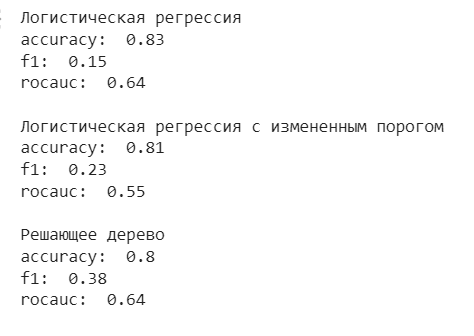 Логистическая регрессия
accuracy:  0.83
f1:  0.15
rocauc:  0.64

Логистическая регрессия с измененным порогом
accuracy:  0.81
f1:  0.23
rocauc:  0.55

Решающее дерево
accuracy:  0.8
f1:  0.38
rocauc:  0.64